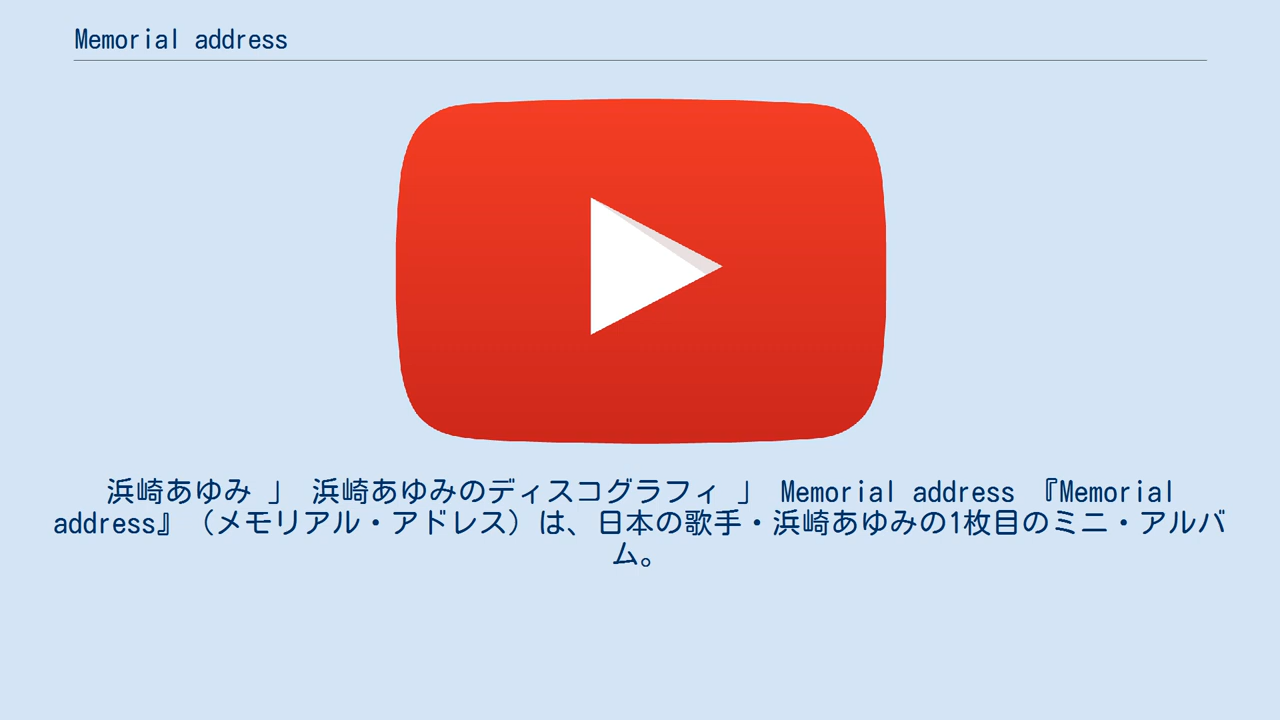 Memorial address
浜崎あゆみ 」 浜崎あゆみのディスコグラフィ 」 Memorial address 『Memorial
address』 （メモリアル・アドレス）は、日本の歌手・浜崎あゆみの1枚目のミニ・アルバ
ム。